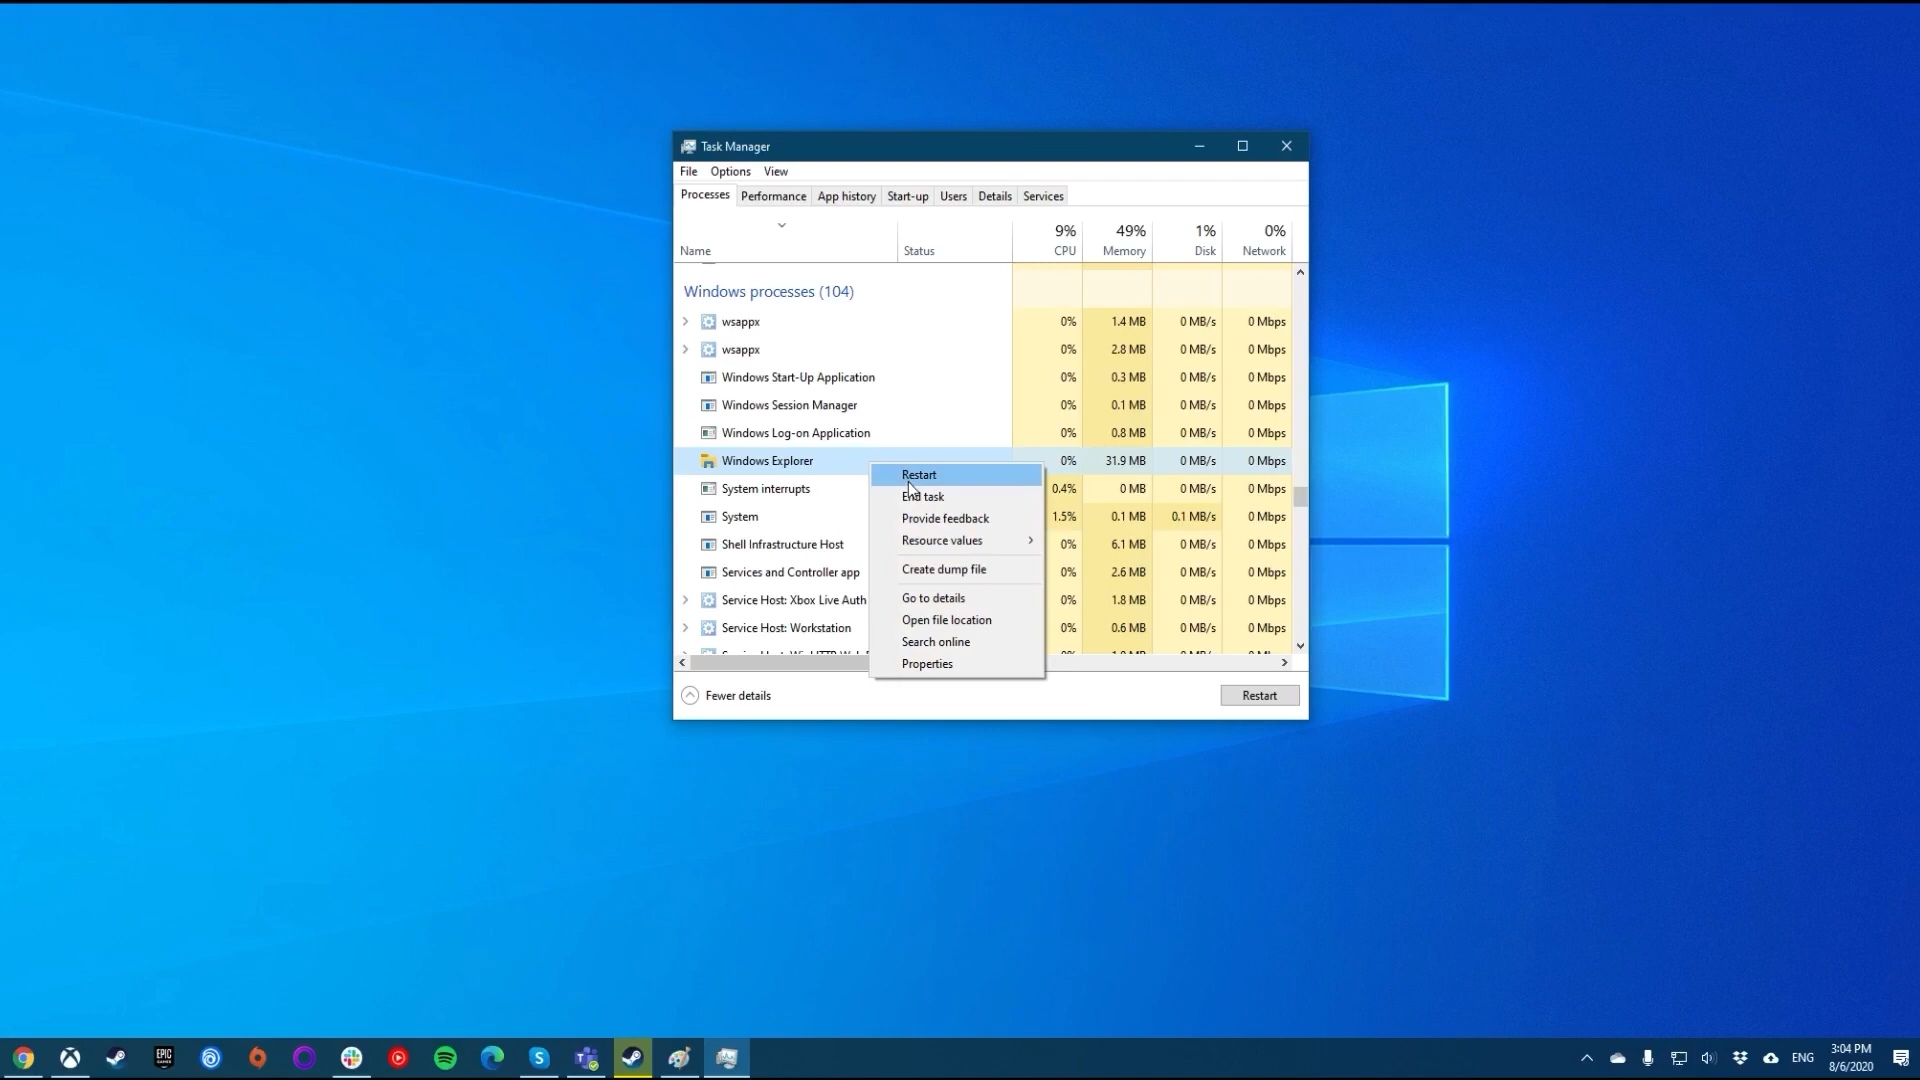 Task Manager
File Options View
Processes Performance App history Start-up Users Details Services
9% 49% 1% 0%
Name Status CPU Memory Disk Network
Windows processes (104)
wsappx 0% 1.4 MB 0 MB/s 0 Mbps
wsappx 0% 2.8 MB 0 MB/s 0 Mbps
Windows Start-Up Application 0% 0.3 MB 0 MB/s 0 Mbps
Windows Session Manager 0% 0.1 MB 0 MB/s 0 Mbps
Windows Log-on Application 0% 0.8 MB 0 MB/s 0 Mbps
Windows Explorer 0% 31.9 MB 0 MB/s 0 Mbps
System interrupts 0.4% 0 MB 0 MB/s 0 Mbps
System 1.5% 0.1 MB 0.1 MB/s 0 Mbps
Shell Infrastructure Host 0% 6.1 MB 0 MB/s 0 Mbps
Services and Controller app 0% 2.6 MB 0 MB/s 0 Mbps
Service Host: Xbox Live Auth 0% 1.8 MB 0 MB/s 0 Mbps
Service Host: Workstation 0% 0.6 MB 0 MB/s 0 Mbps
Restart
End task
Provide feedback
Resource values
Create dump file
Go to details
Open file location
Search online
Properties
Fewer details Restart
EPIC
GAMES
ENG
3:04 PM
8/6/2020